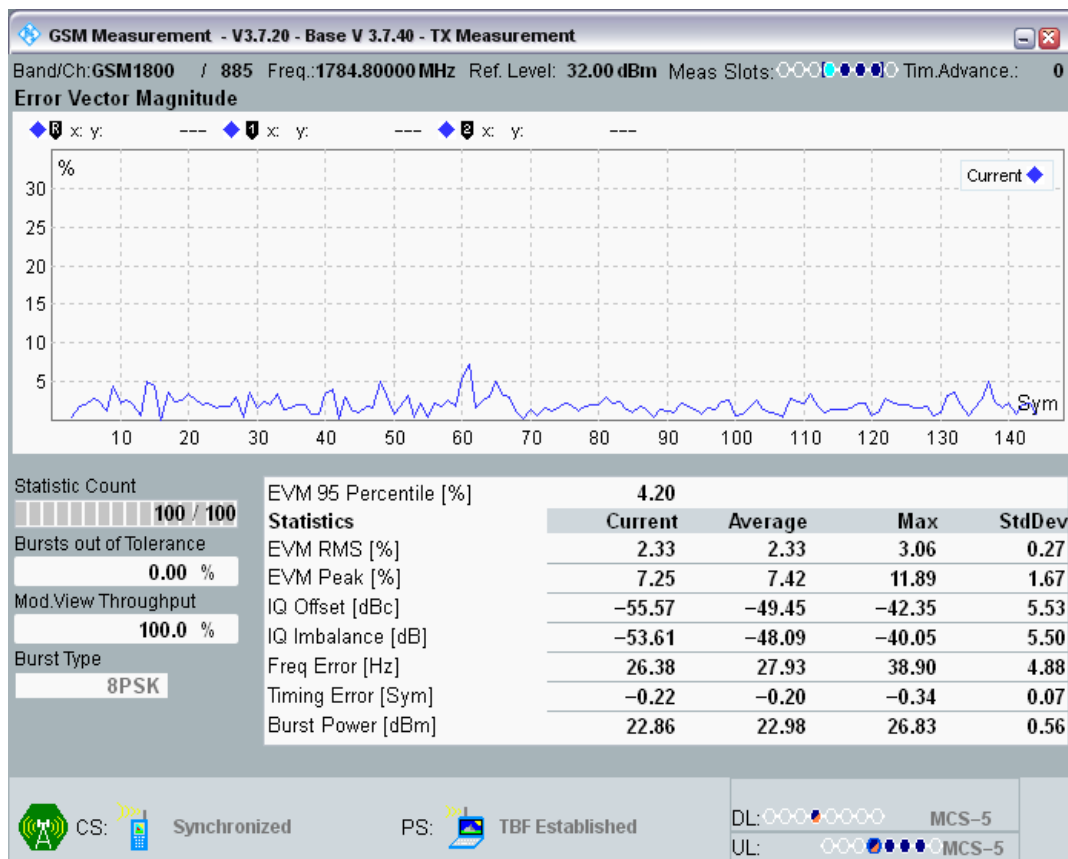 GSM Measurement - V3.7.20 - Base V 3.7.40 - TX Measurement
Band/Ch:GSM1800 / 885 Freq.:1784.80000 MHz Ref. Level: 32.00 dBm Meas Slots: Tim.Advance.: 0
Error Vector Magnitude
R x: y: --- 1 x: y: --- 2 x: y: ---
%
Current
30
25
20
15
10
5
Sym
10 20 30 40 50 60 70 80 90 100 110 120 130 140
Statistic Count
100 / 100
Bursts out of Tolerance
0.00 %
Mod.View Throughput
100.0 %
Burst Type
8PSK
EVM 95 Percentile [%] 4.20
Statistics Current Average Max StdDev
EVM RMS [%] 2.33 2.33 3.06 0.27
EVM Peak [%] 7.25 7.42 11.89 1.67
IQ Offset [dBc] −55.57 −49.45 −42.35 5.53
IQ Imbalance [dB] −53.61 −48.09 −40.05 5.50
Freq Error [Hz] 26.38 27.93 38.90 4.88
Timing Error [Sym] −0.22 −0.20 −0.34 0.07
Burst Power [dBm] 22.86 22.98 26.83 0.56
CS: Synchronized PS: TBF Established
DL: MCS−5
UL: MCS−5